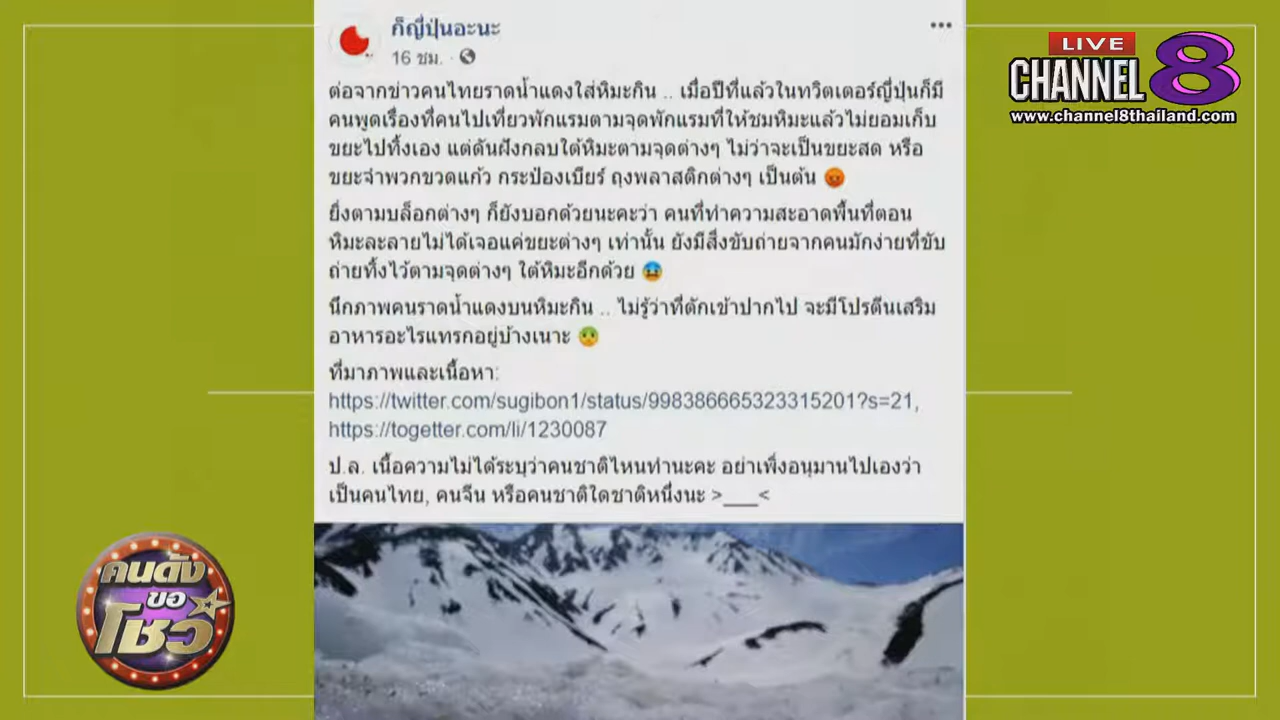 ก็ญี่ปุ่นอะนะ
16 ชม. ·
ต่อจากข่าวคนไทยราดน้ำแดงใส่หิมะกิน .. เมื่อปีที่แล้วในทวิตเตอร์ญี่ปุ่นก็มี
คนพูดเรื่องที่คนไปเที่ยวพักแรมตามจุดพักแรมที่ให้ชมหิมะแล้วไม่ยอมเก็บ
ขยะไปทิ้งเอง แต่ดันฝังกลบใต้หิมะตามจุดต่างๆ ไม่ว่าจะเป็นขยะสด หรือ
ขยะจำพวกขวดแก้ว กระป๋องเบียร์ ถุงพลาสติกต่างๆ เป็นต้น 😡
ยิ่งตามบล็อกต่างๆ ก็ยังบอกด้วยนะคะว่า คนที่ทำความสะอาดพื้นที่ตอน
หิมะละลายไม่ได้เจอแค่ขยะต่างๆ เท่านั้น ยังมีสิ่งขับถ่ายจากคนมักง่ายที่ขับ
ถ่ายทิ้งไว้ตามจุดต่างๆ ใต้หิมะอีกด้วย 😰
นึกภาพคนราดน้ำแดงบนหิมะกิน .. ไม่รู้ว่าที่ตักเข้าปากไป จะมีโปรตีนเสริม
อาหารอะไรแทรกอยู่บ้างเนาะ 🤢
ที่มาภาพและเนื้อหา:
https://twitter.com/sugibon1/status/998386665323315201?s=21,
https://togetter.com/li/1230087
ป.ล. เนื้อความไม่ได้ระบุว่าคนชาติไหนทำนะคะ อย่าเพิ่งอนุมานไปเองว่า
เป็นคนไทย, คนจีน หรือคนชาติใดชาติหนึ่งนะ >___<
LIVE
CHANNEL 8
www.channel8thailand.com
คนดัง
ขอ
โชว์